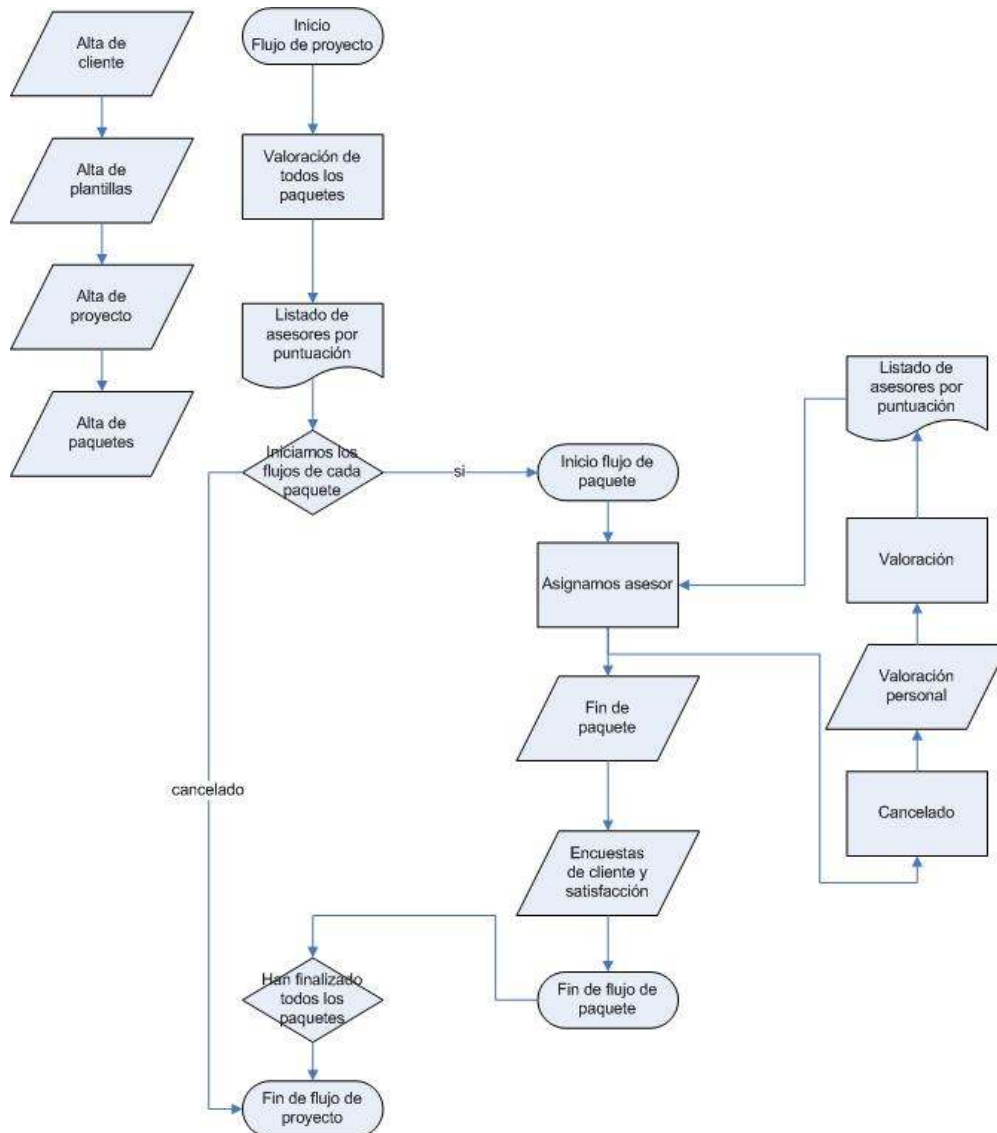 Alta de
cliente
Alta de
plantillas
Alta de
proyecto
Alta de
paquetes
Inicio
Flujo de proyecto
Valoración de
todos los
paquetes
Listado de
asesores por
puntuación
Iniciamos los
flujos de cada
paquete
si
cancelado
Inicio flujo de
paquete
Asignamos asesor
Fin de
paquete
Encuestas
de cliente y
satisfacción
Fin de flujo de
paquete
Listado de
asesores por
puntuación
Valoración
Valoración
personal
Cancelado
Han finalizado
todos los
paquetes
Fin de flujo de
proyecto